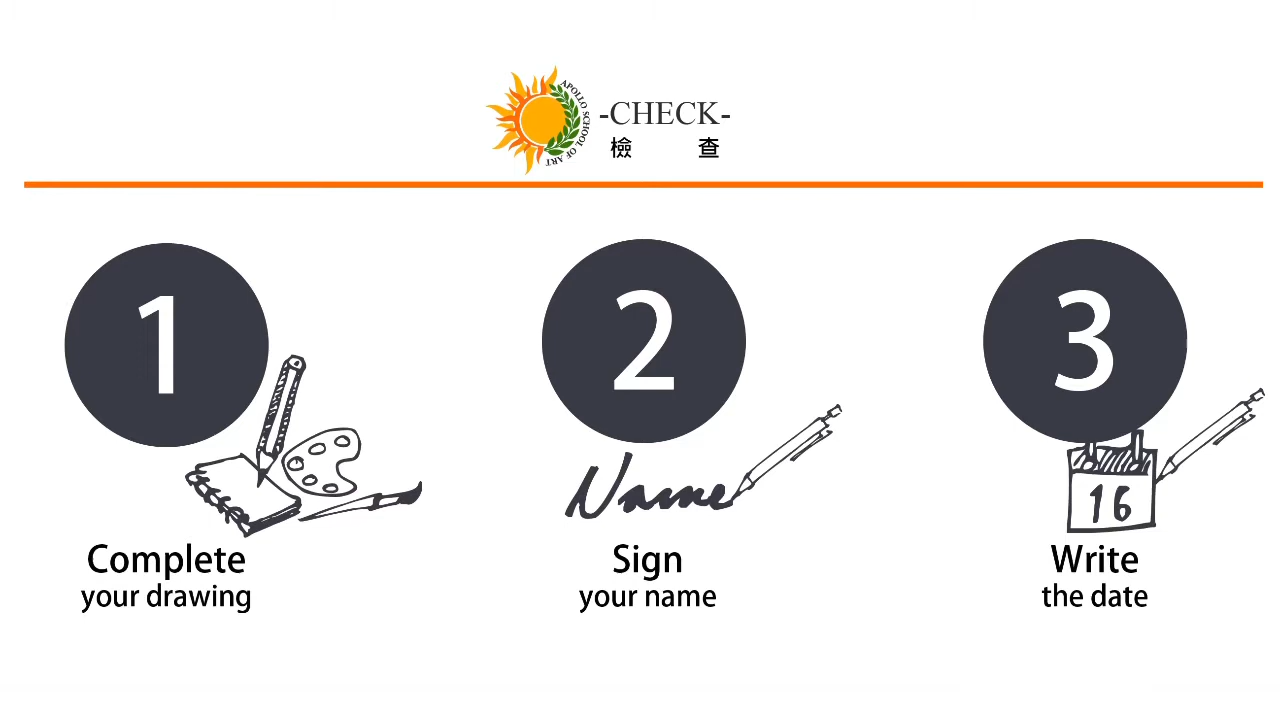 APOLLO SCHOOL OF ART
-CHECK-
檢 查
1
Complete
your drawing
2
Name
Sign
your name
3
16
Write
the date